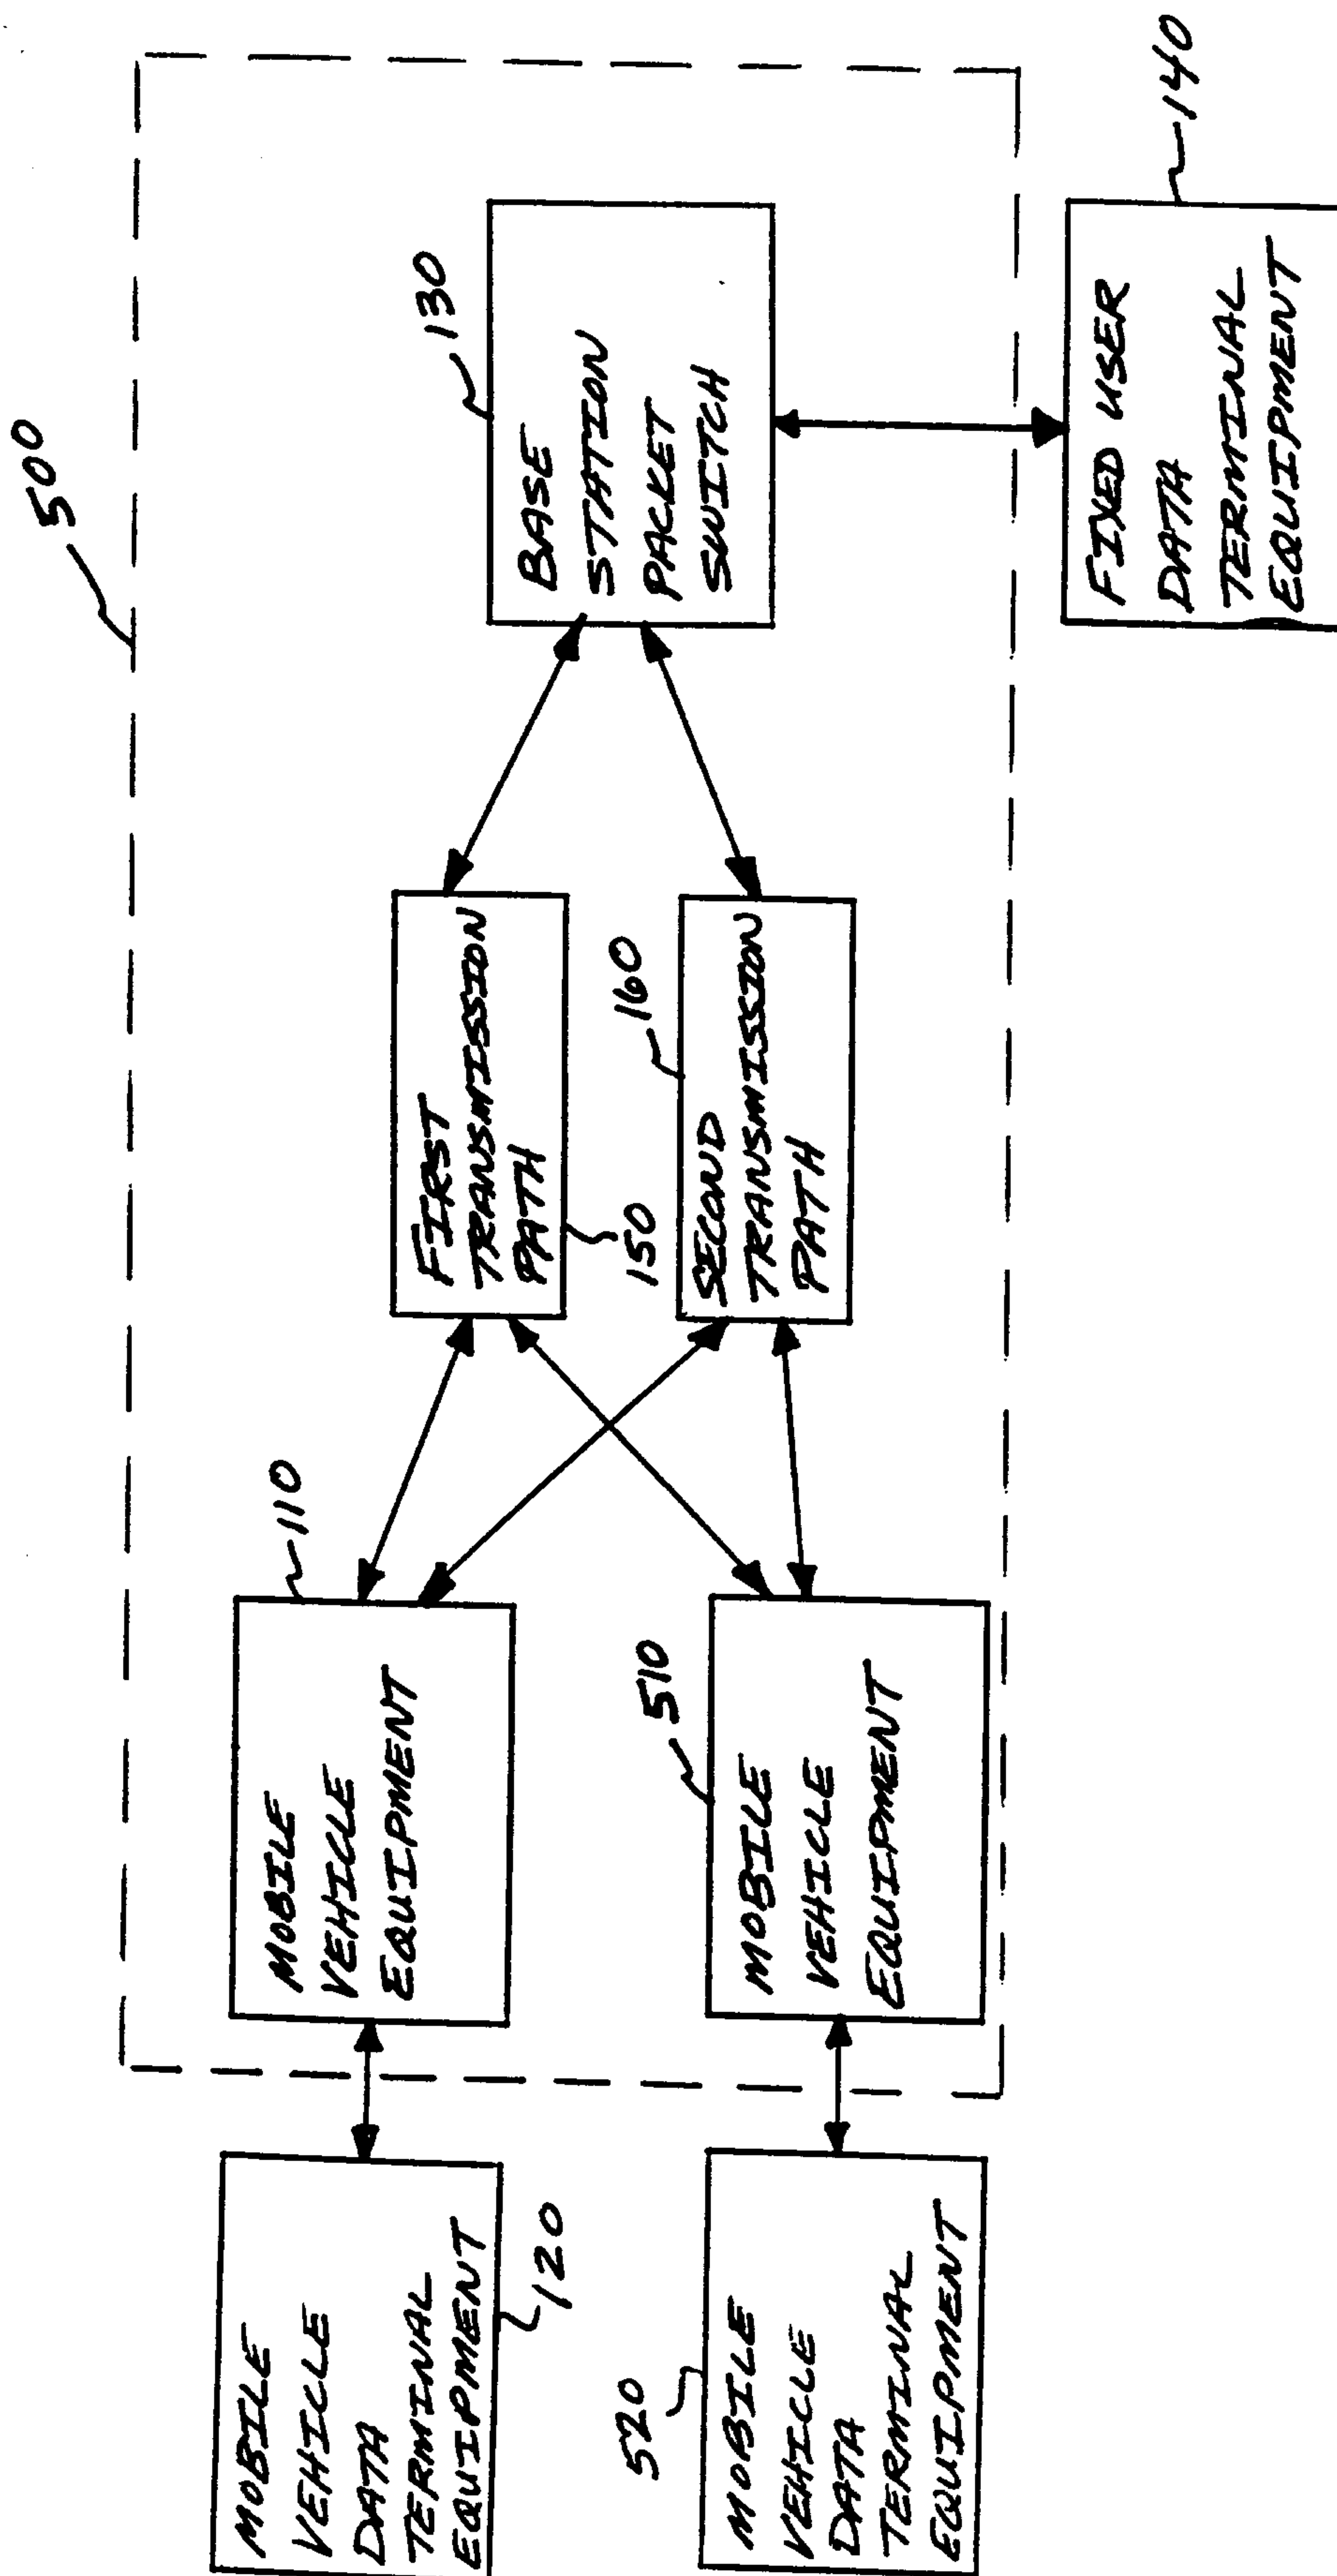 500
MOBILE
VEHICLE
DATA
TERMINAL
EQUIPMENT
120
MOBILE
VEHICLE
EQUIPMENT
110
FIRST
TRANSMISSION
PATH
150
BASE
STATION
PACKET
SWITCH
130
520
MOBILE
VEHICLE
DATA
TERMINAL
EQUIPMENT
510
MOBILE
VEHICLE
EQUIPMENT
160
SECOND
TRANSMISSION
PATH
FIXED USER
DATA
TERMINAL
EQUIPMENT
140